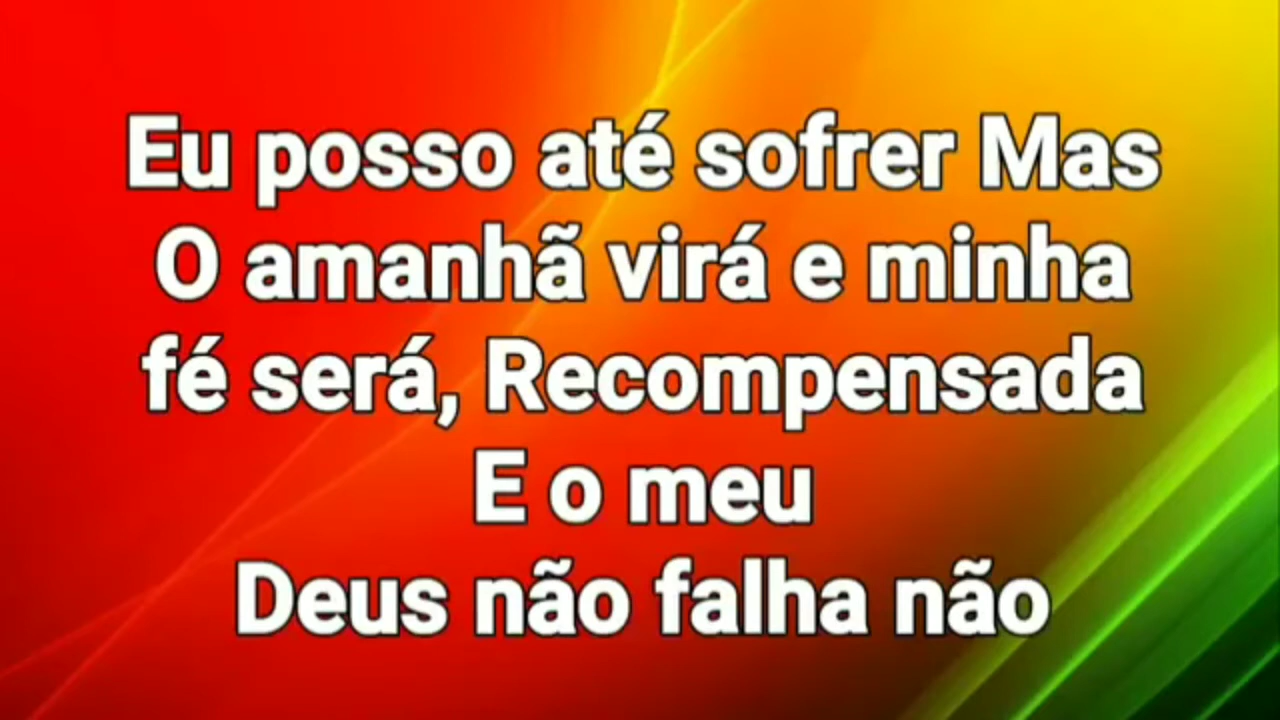 Eu posso até sofrer Mas
O amanhã virá e minha
fé será, Recompensada
E o meu
Deus não falha não